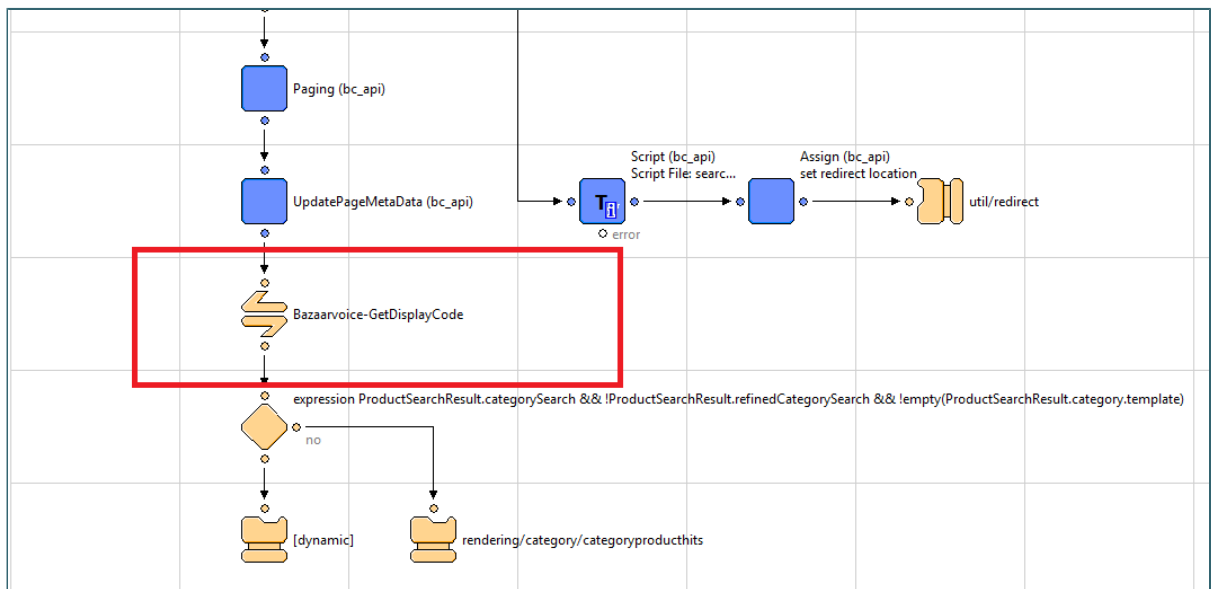 Paging (bc_api)
Script (bc_api)
Script File: searc...
Assign (bc_api)
set redirect location
UpdatePageMetaData (bc_api)
T
i
util/redirect
error
Bazaarvoice-GetDisplayCode
expression ProductSearchResult.categorySearch && !ProductSearchResult.refinedCategorySearch && !empty(ProductSearchResult.category.template)
no
[dynamic]
rendering/category/categoryproducthits